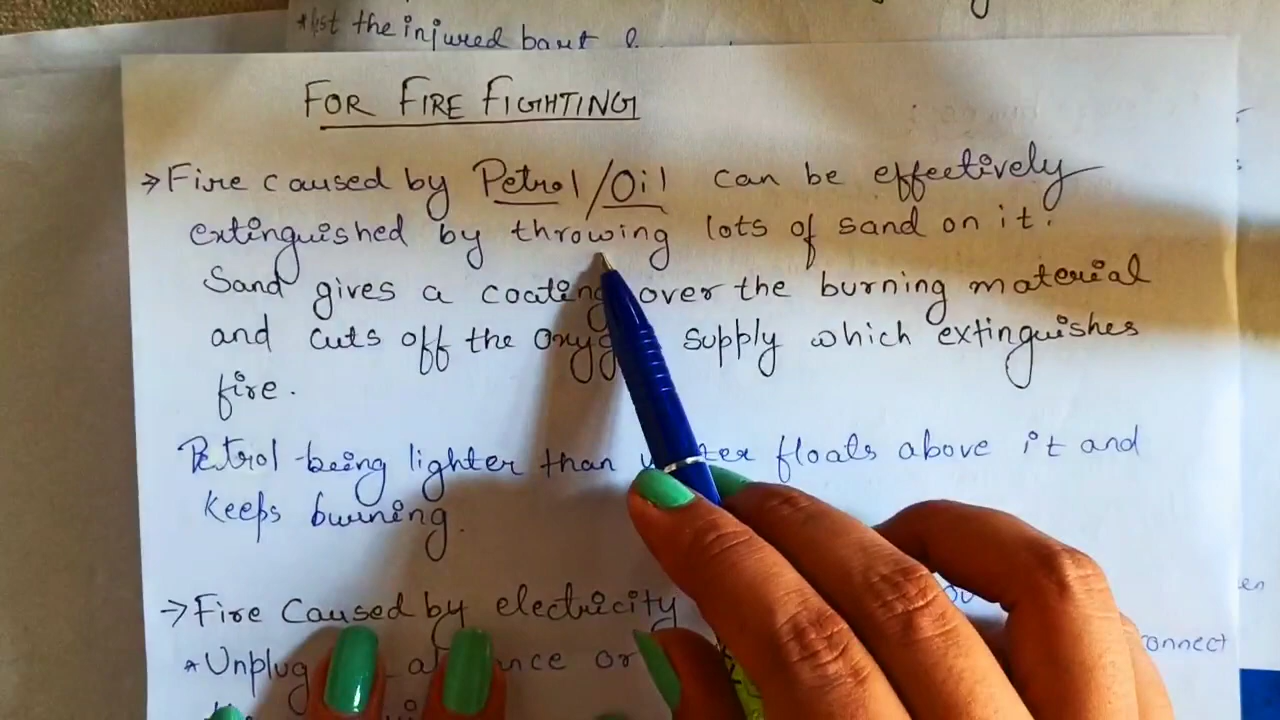 the injured part
FOR FIRE FIGHTING
→ Fire caused by Petrol/Oil can be effectively
extinguished by throwing lots of sand on it.
Sand gives a coating over the burning material
and cuts off the supply which extinguishes
fire.
Petrol being lighter than floats above it and
keeps burning.
→ Fire caused by electricity
* Unplug or
onnect